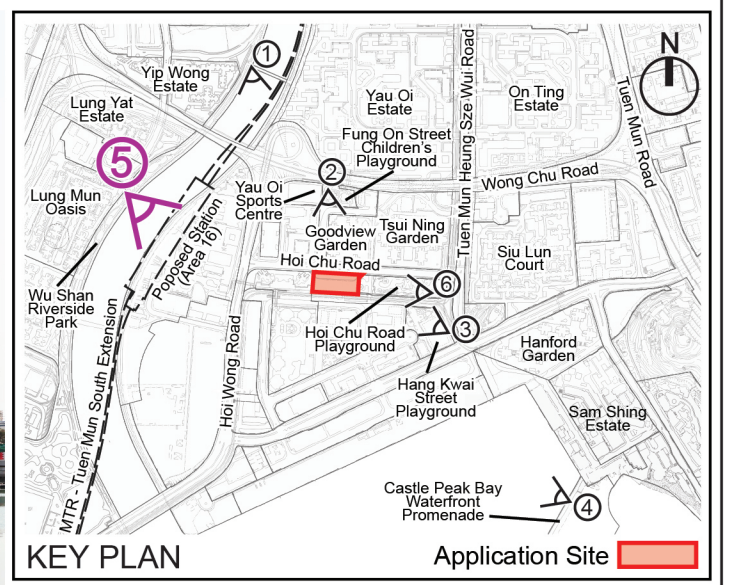 1
N
Yip Wong
Estate
Lung Yat
Estate
Yau Oi
Estate
On Ting
Estate
Tuen Mun Heung Sze Wui Road
Tuen Mun Road
Fung On Street
Children's
Playground
5
2
Wong Chu Road
Lung Mun
Oasis
Yau Oi
Sports
Centre
Poposed Station
(Area 16)
Goodview
Garden
Tsui Ning
Garden
Siu Lun
Court
Hoi Chu Road
6
Wu Shan
Riverside
Park
Hoi Chu Road
Playground
3
Hoi Wong Road
Hanford
Garden
Hang Kwai
Street
Playground
MTR - Tuen Mun South Extension
Sam Shing
Estate
Castle Peak Bay
Waterfront
Promenade
4
KEY PLAN
Application Site